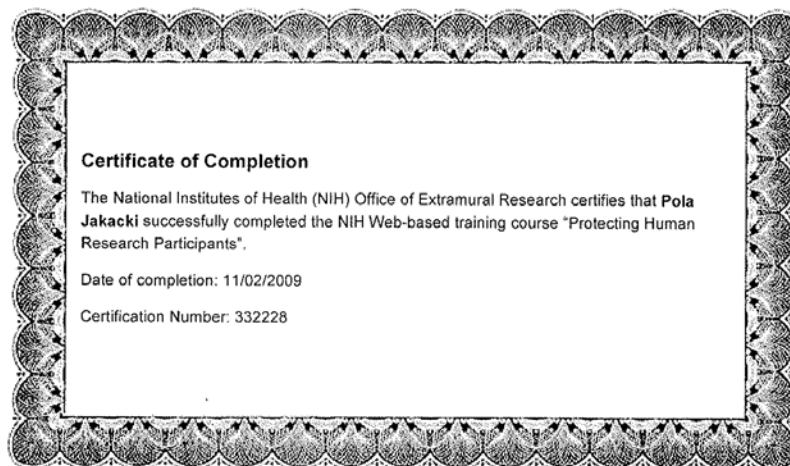 Certificate of Completion
The National Institutes of Health (NIH) Office of Extramural Research certifies that Pola
Jakacki successfully completed the NIH Web-based training course "Protecting Human
Research Participants".
Date of completion: 11/02/2009
Certification Number: 332228